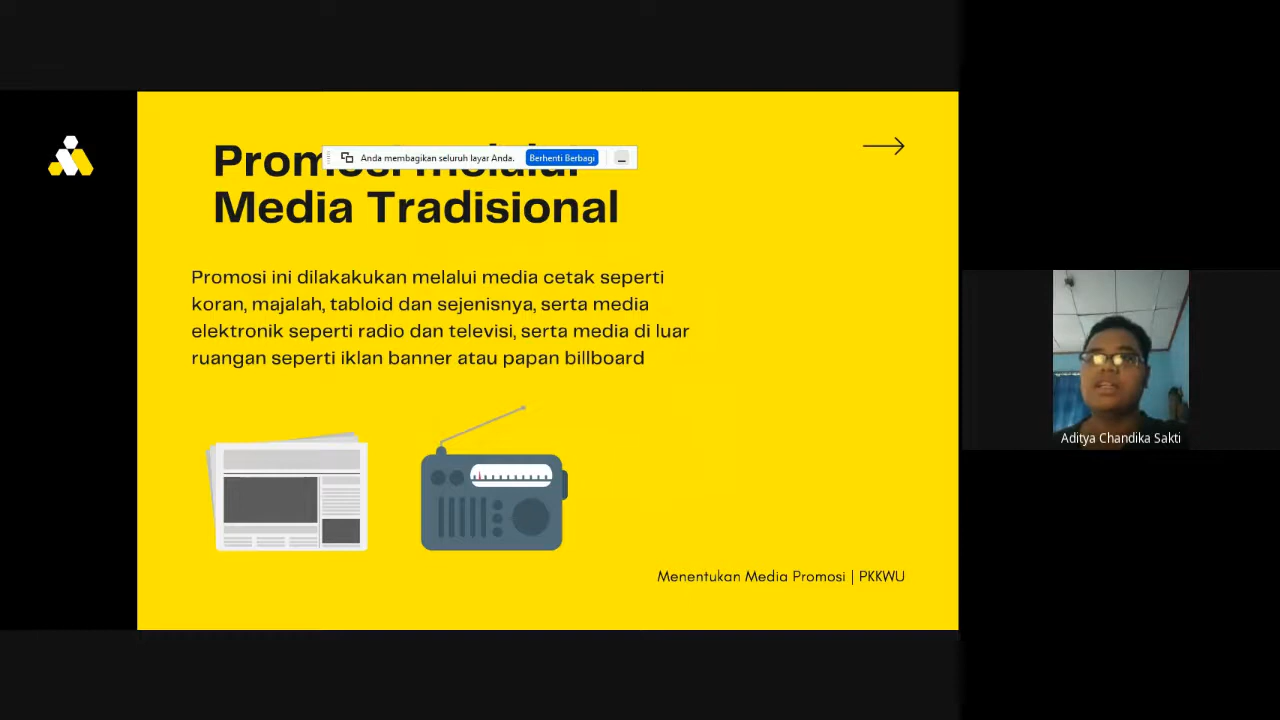 Media Tradisional
Anda membagikan seluruh layar Anda. Berhenti Berbagi
Promosi ini dilakakukan melalui media cetak seperti
koran, majalah, tabloid dan sejenisnya, serta media
elektronik seperti radio dan televisi, serta media di luar
ruangan seperti iklan banner atau papan billboard
Menentukan Media Promosi | PKKWU
Aditya Chandika Sakti